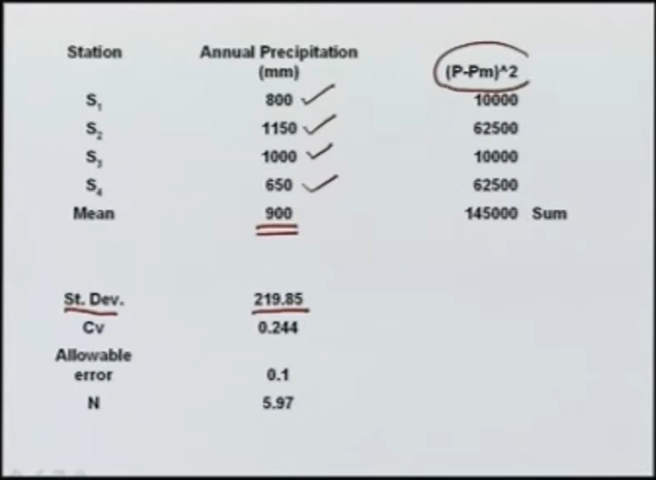 Station Annual Precipitation (P-Pm)^2
(mm)
S1 800 10000
S2 1150 62500
S3 1000 10000
S4 650 62500
Mean 900 145000 Sum
St. Dev. 219.85
Cv 0.244
Allowable
error 0.1
N 5.97